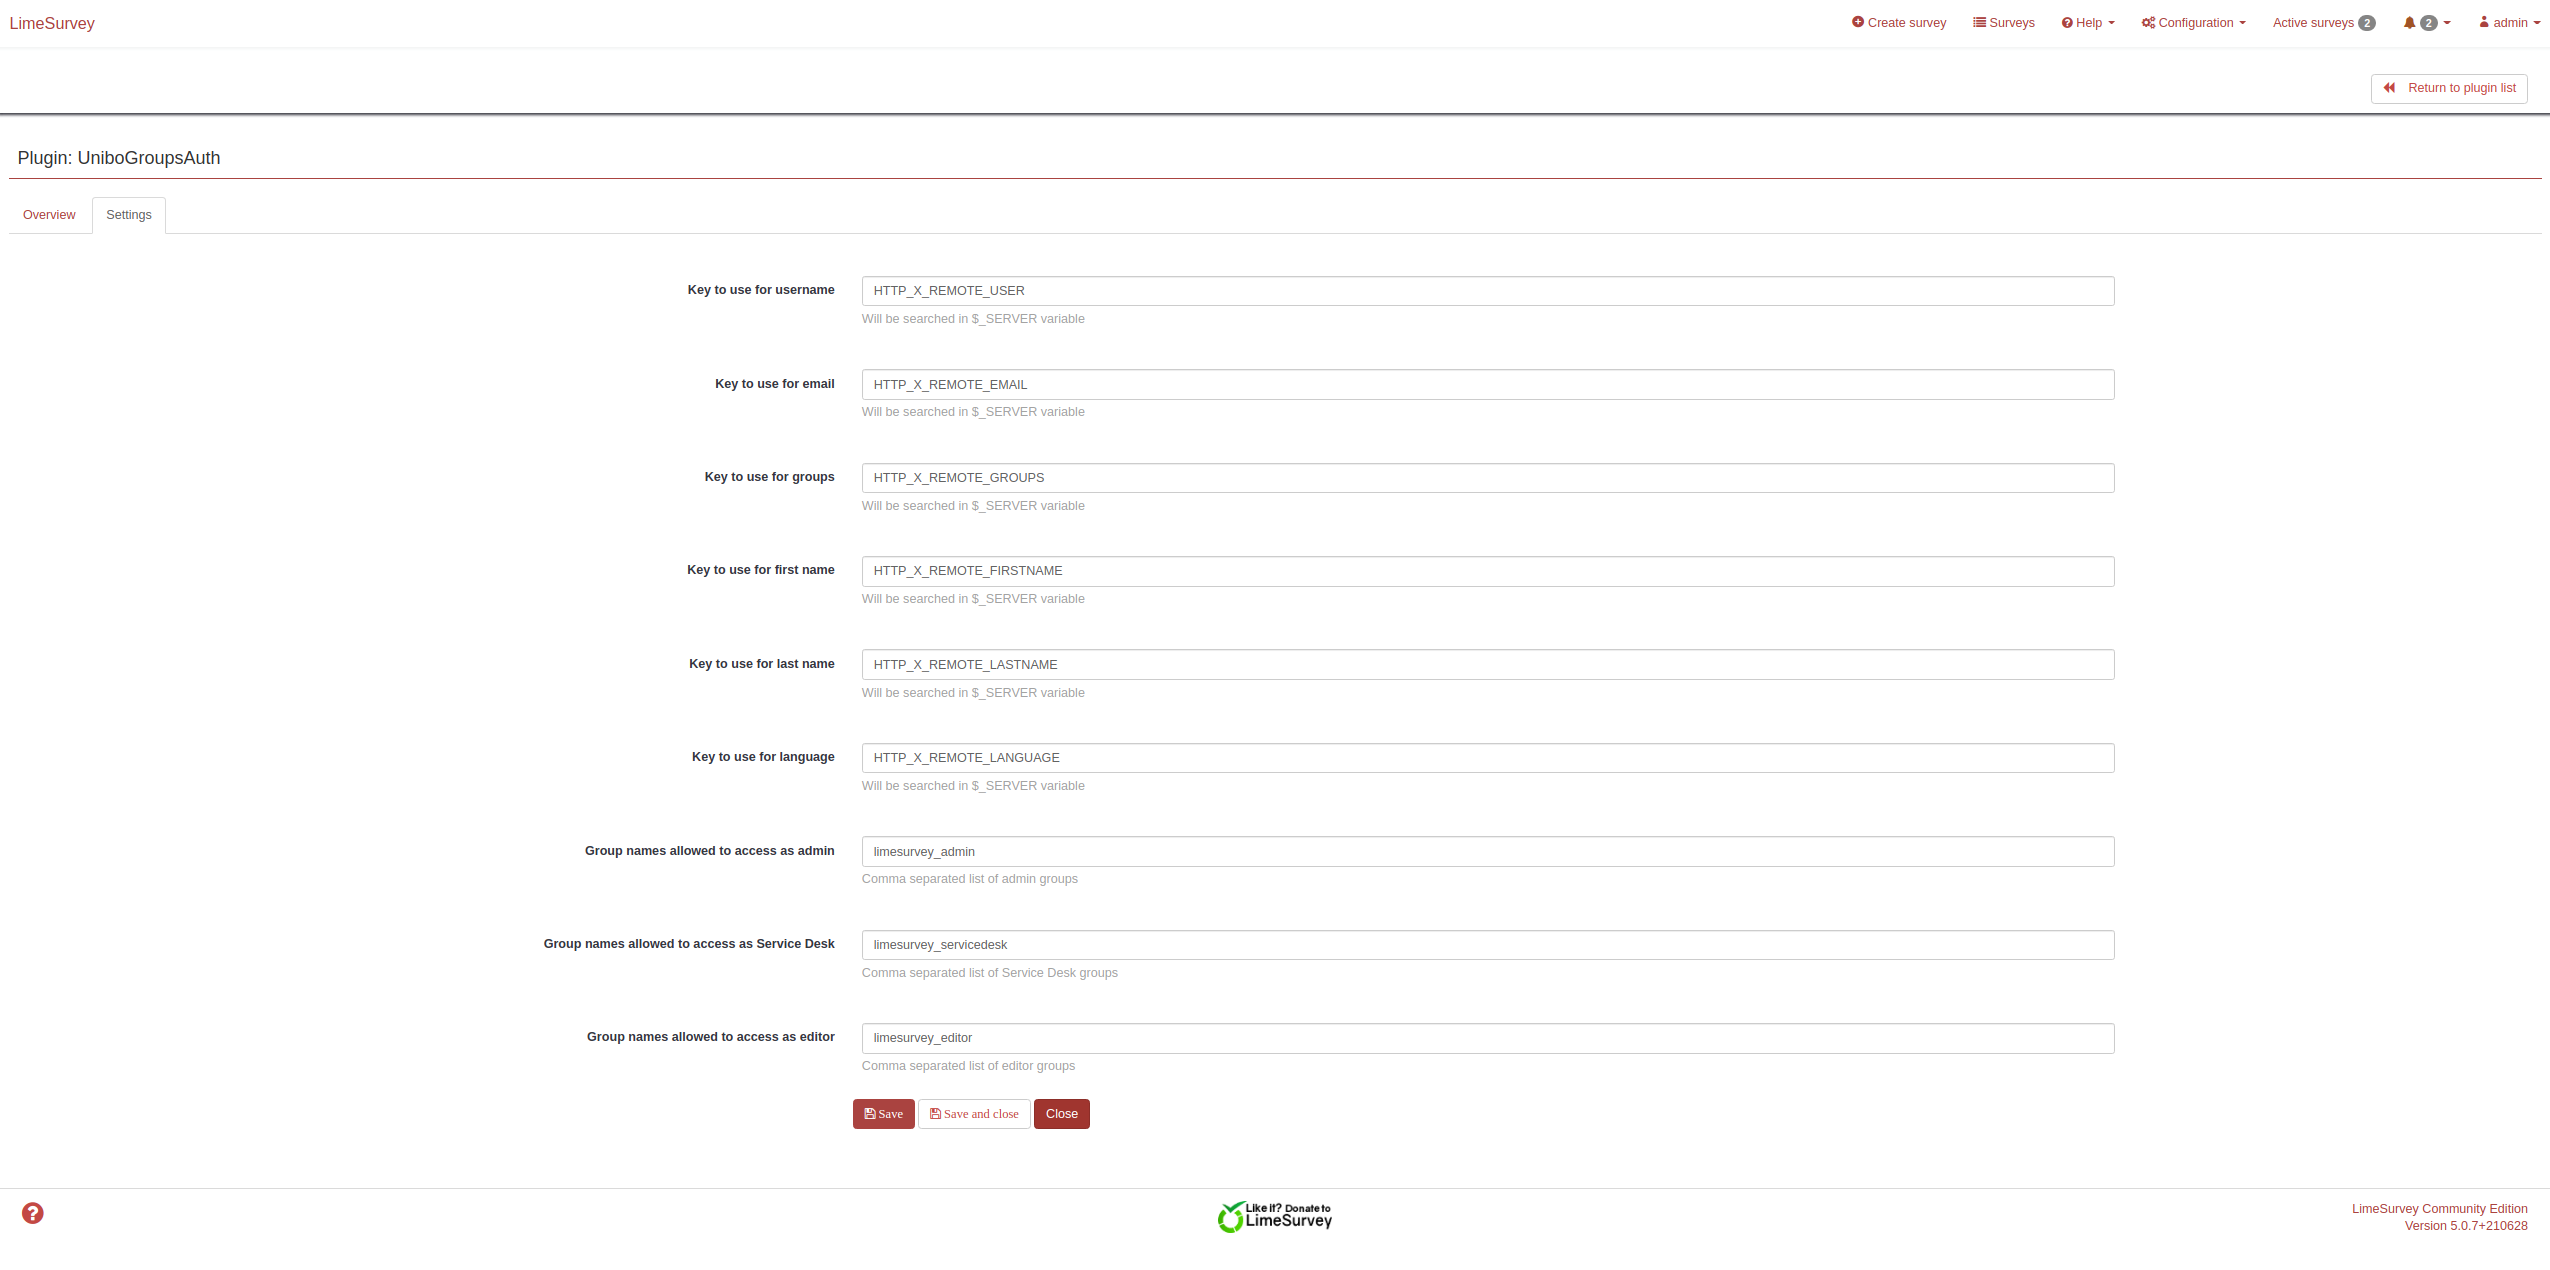 LimeSurvey
Create survey
Surveys
Help
Configuration
Active surveys 2
2
admin
Return to plugin list
Plugin: UniboGroupsAuth
Overview
Settings
Key to use for username
HTTP_X_REMOTE_USER
Will be searched in $_SERVER variable
Key to use for email
HTTP_X_REMOTE_EMAIL
Will be searched in $_SERVER variable
Key to use for groups
HTTP_X_REMOTE_GROUPS
Will be searched in $_SERVER variable
Key to use for first name
HTTP_X_REMOTE_FIRSTNAME
Will be searched in $_SERVER variable
Key to use for last name
HTTP_X_REMOTE_LASTNAME
Will be searched in $_SERVER variable
Key to use for language
HTTP_X_REMOTE_LANGUAGE
Will be searched in $_SERVER variable
Group names allowed to access as admin
limesurvey_admin
Comma separated list of admin groups
Group names allowed to access as Service Desk
limesurvey_servicedesk
Comma separated list of Service Desk groups
Group names allowed to access as editor
limesurvey_editor
Comma separated list of editor groups
Save
Save and close
Close
Like it? Donate to
LimeSurvey
LimeSurvey Community Edition
Version 5.0.7+210628